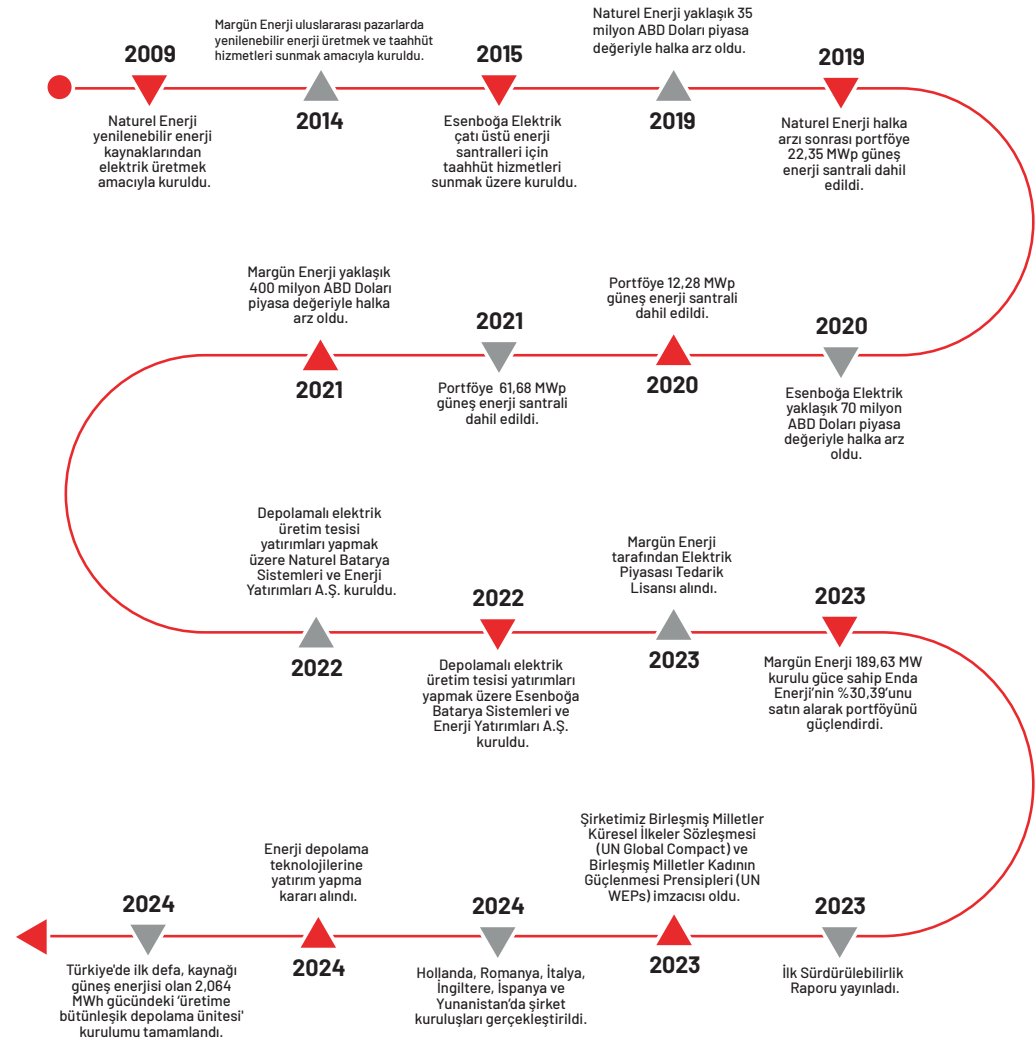 2009
Naturel Enerji
yenilenebilir enerji
kaynaklarından
elektrik üretmek
amacıyla kuruldu.
Margün Enerji uluslararası pazarlarda
yenilenebilir enerji üretmek ve taahhüt
hizmetleri sunmak amacıyla kuruldu.
2014
2015
Esenboğa Elektrik
çatı üstü enerji
santralleri için
taahhüt hizmetleri
sunmak üzere kuruldu.
Naturel Enerji yaklaşık 35
milyon ABD Doları piyasa
değeriyle halka arz oldu.
2019
2019
Naturel Enerji halka
arzı sonrası portföye
22,35 MWp güneş
enerji santrali dahil
edildi.
2020
Esenboğa Elektrik
yaklaşık 70 milyon
ABD Doları piyasa
değeriyle halka arz
oldu.
Portföye 12,28 MWp
güneş enerji santrali
dahil edildi.
2020
2021
Portföye 61,68 MWp
güneş enerji santrali
dahil edildi.
Margün Enerji yaklaşık
400 milyon ABD Doları
piyasa değeriyle halka
arz oldu.
2021
Depolamalı elektrik
üretim tesisi
yatırımları yapmak
üzere Naturel Batarya
Sistemleri ve Enerji
Yatırımları A.Ş. kuruldu.
2022
2022
Depolamalı elektrik
üretim tesisi yatırımları
yapmak üzere Esenboğa
Batarya Sistemleri ve
Enerji Yatırımları A.Ş.
kuruldu.
Margün Enerji
tarafından Elektrik
Piyasası Tedarik
Lisansı alındı.
2023
2023
Margün Enerji 189,63 MW
kurulu güce sahip Enda
Enerji’nin %30,39’unu
satın alarak portföyünü
güçlendirdi.
2023
İlk Sürdürülebilirlik
Raporu yayınladı.
Şirketimiz Birleşmiş Milletler
Küresel İlkeler Sözleşmesi
(UN Global Compact) ve
Birleşmiş Milletler Kadının
Güçlenmesi Prensipleri (UN
WEPs) imzacısı oldu.
2023
2024
Hollanda, Romanya, İtalya,
İngiltere, İspanya ve
Yunanistan’da şirket
kuruluşları gerçekleştirildi.
Enerji depolama
teknolojilerine
yatırım yapma
kararı alındı.
2024
2024
Türkiye'de ilk defa, kaynağı
güneş enerjisi olan 2,064
MWh gücündeki ‘üretime
bütünleşik depolama ünitesi'
kurulumu tamamlandı.